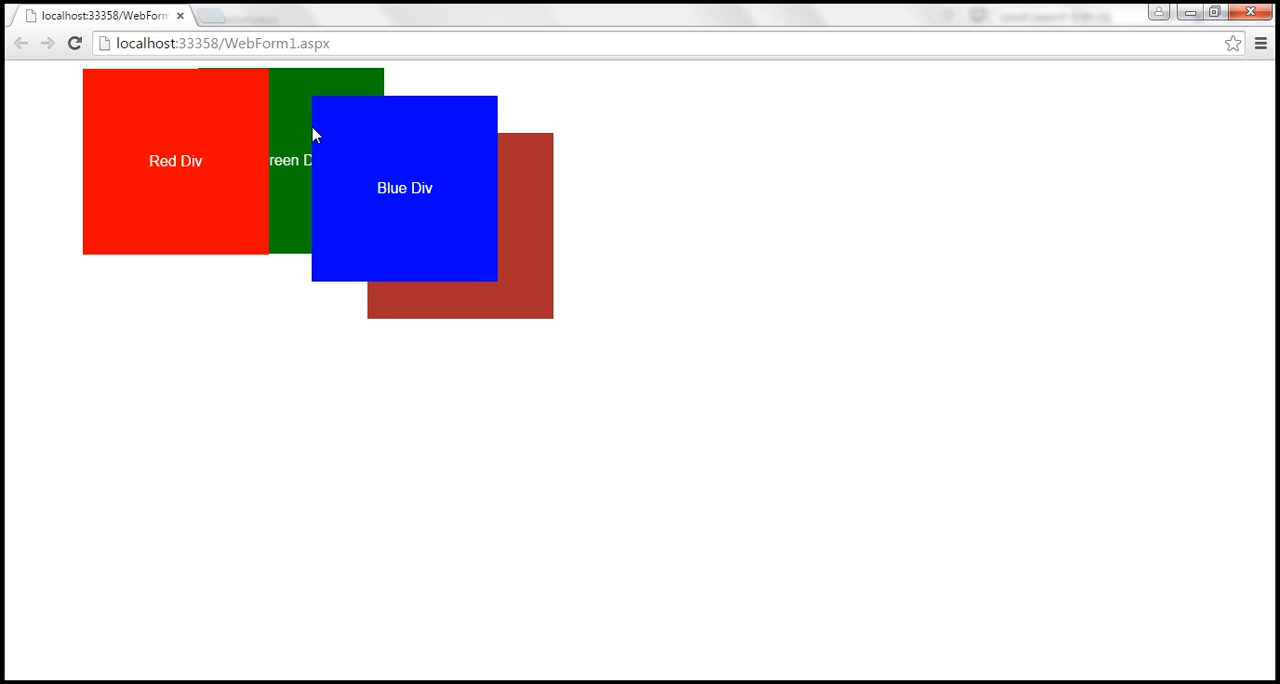 localhost:33358/WebForm
localhost:33358/WebForm1.aspx
Red Div
reen D
Blue Div